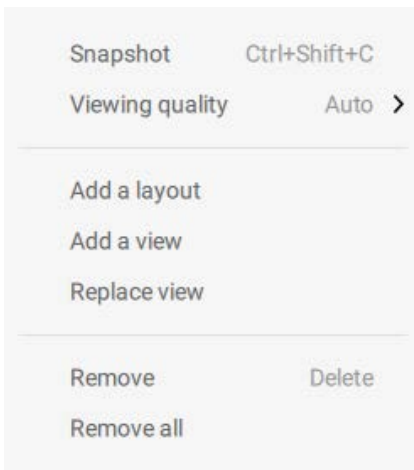 Snapshot Ctrl+Shift+C
Viewing quality Auto
Add a layout
Add a view
Replace view
Remove Delete
Remove all